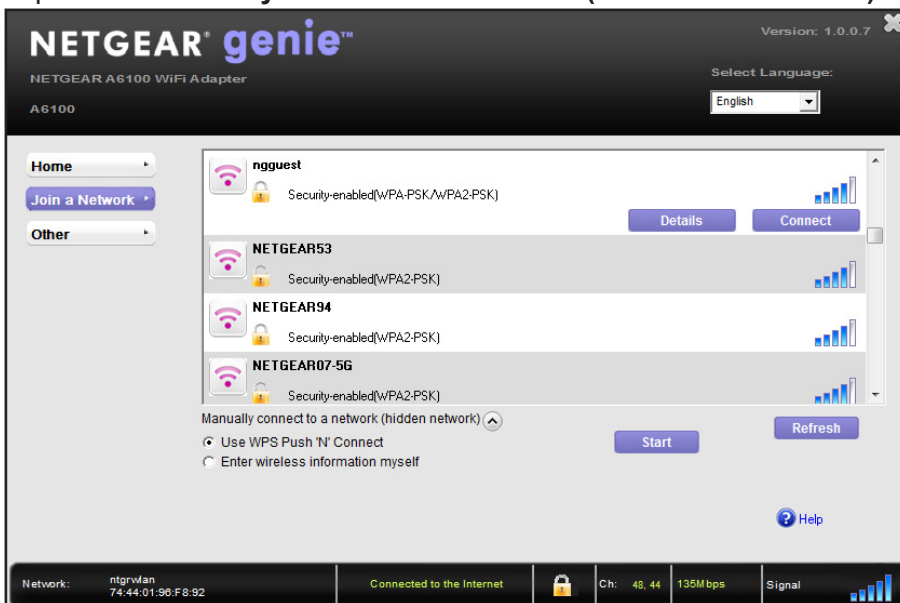 NETGEAR® genie™
Version: 1.0.0.7
NETGEAR A6100 WiFi Adapter
Select Language:
A6100
English
Home
Join a Network
Other
ngguest
Security-enabled(WPA-PSK/WPA2-PSK)
Details
Connect
NETGEAR53
Security-enabled(WPA2-PSK)
NETGEAR94
Security-enabled(WPA2-PSK)
NETGEAR07-5G
Security-enabled(WPA2-PSK)
Manually connect to a network (hidden network)
Use WPS Push 'N' Connect
Enter wireless information myself
Start
Refresh
Help
Network: ntgrwlan
74:44:01:96:F8:92
Connected to the Internet
Ch: 48, 44
135Mbps
Signal